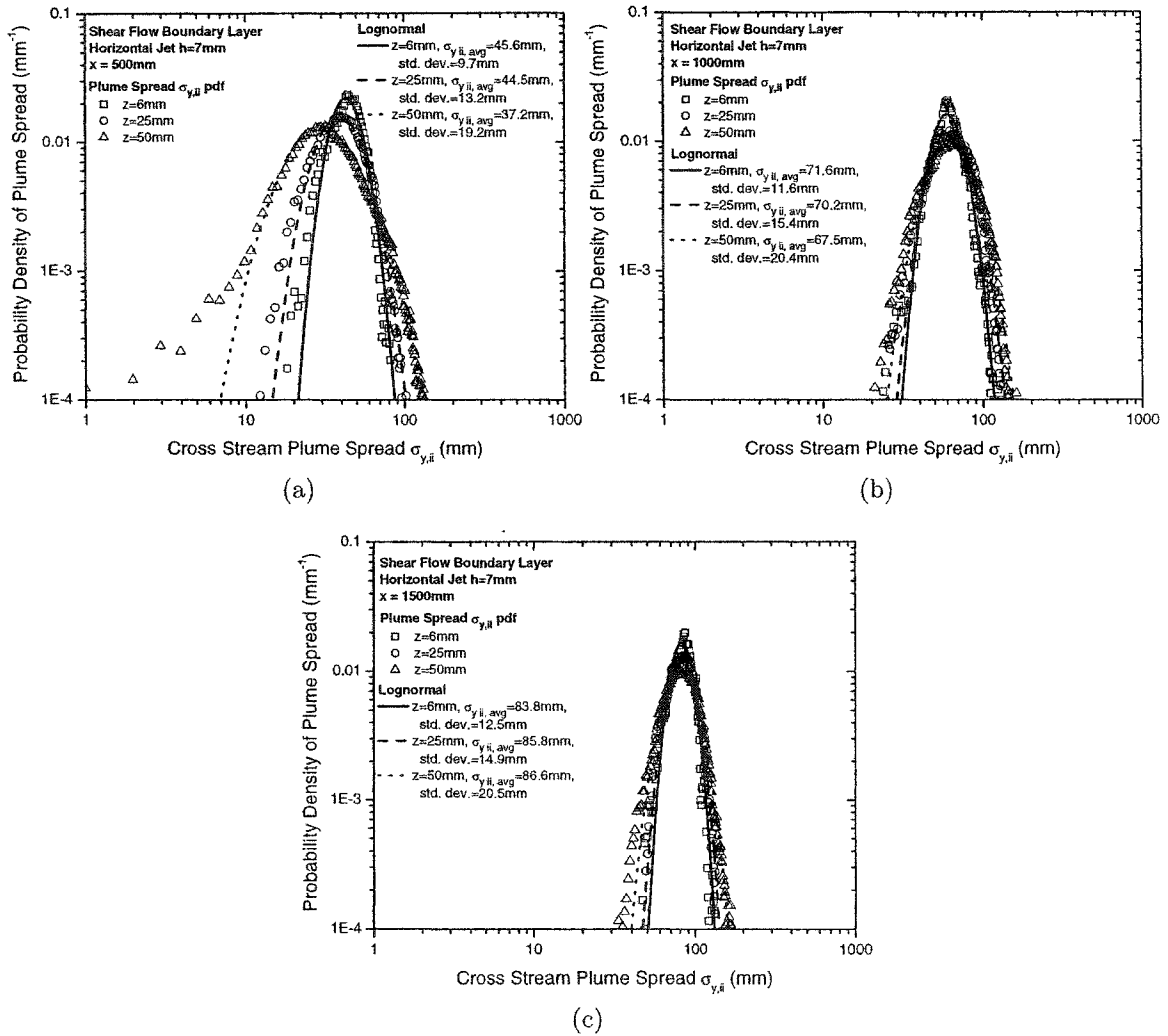 0.1
0.01
1E-3
1E-4
Probability Density of Plume Spread (mm-1)
Shear Flow Boundary Layer
Horizontal Jet h=7mm
x = 500mm
Plume Spread σy,ii pdf
z=6mm
z=25mm
z=50mm
Lognormal
z=6mm, σy ii, avg=45.6mm,
std. dev.=9.7mm
z=25mm, σy ii, avg=44.5mm,
std. dev.=13.2mm
z=50mm, σy ii, avg=37.2mm,
std. dev.=19.2mm
1 10 100 1000
Cross Stream Plume Spread σy,ii (mm)
(a)
0.1
0.01
1E-3
1E-4
Probability Density of Plume Spread (mm-1)
Shear Flow Boundary Layer
Horizontal Jet h=7mm
x = 1000mm
Plume Spread σy,ii pdf
z=6mm
z=25mm
z=50mm
Lognormal
z=6mm, σy ii, avg=71.6mm,
std. dev.=11.6mm
z=25mm, σy ii, avg=70.2mm,
std. dev.=15.4mm
z=50mm, σy ii, avg=67.5mm,
std. dev.=20.4mm
1 10 100 1000
Cross Stream Plume Spread σy,ii (mm)
(b)
0.1
0.01
1E-3
1E-4
Probability Density of Plume Spread (mm-1)
Shear Flow Boundary Layer
Horizontal Jet h=7mm
x = 1500mm
Plume Spread σy,ii pdf
z=6mm
z=25mm
z=50mm
Lognormal
z=6mm, σy ii, avg=83.8mm,
std. dev.=12.5mm
z=25mm, σy ii, avg=85.8mm,
std. dev.=14.9mm
z=50mm, σy ii, avg=86.6mm,
std. dev.=20.5mm
1 10 100 1000
Cross Stream Plume Spread σy,ii (mm)
(c)